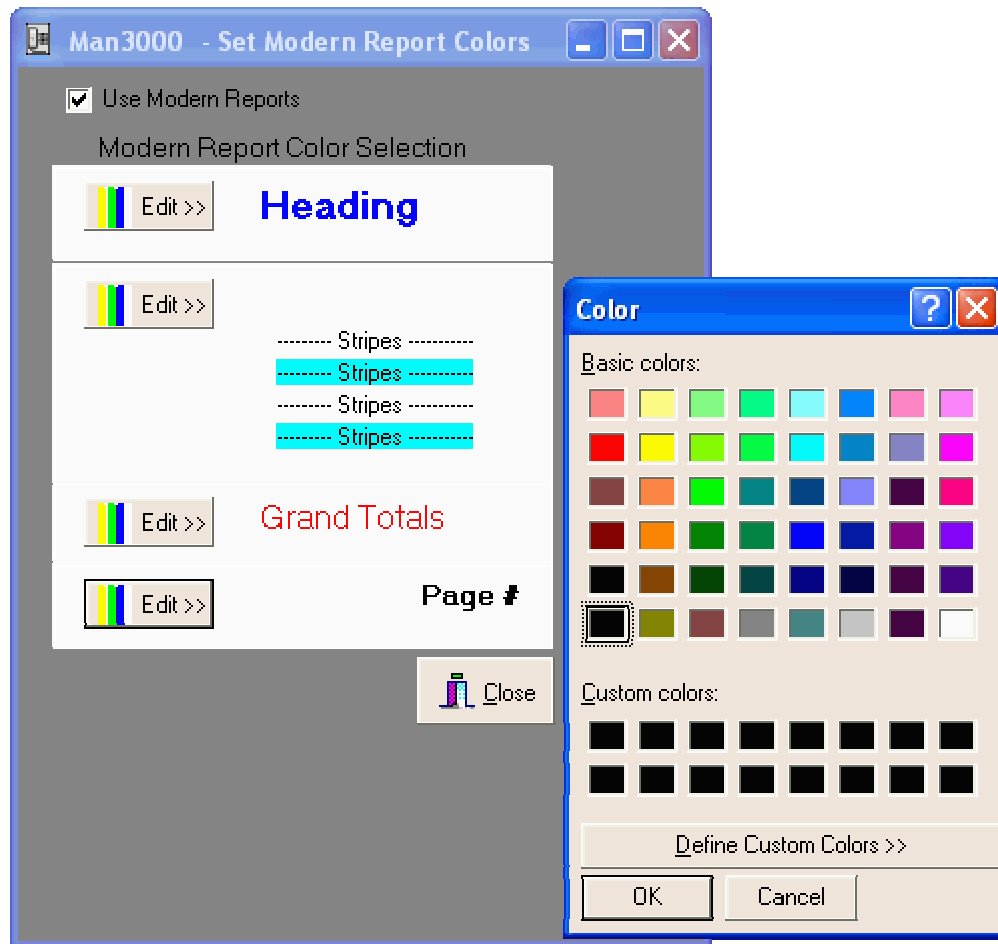 Man3000 - Set Modern Report Colors
Use Modern Reports
Modern Report Color Selection
Edit >> Heading
Edit >>
--------- Stripes -----------
--------- Stripes -----------
--------- Stripes -----------
--------- Stripes -----------
Edit >> Grand Totals
Edit >> Page #
Close
Color
?
Basic colors:
Custom colors:
Define Custom Colors >>
OK Cancel